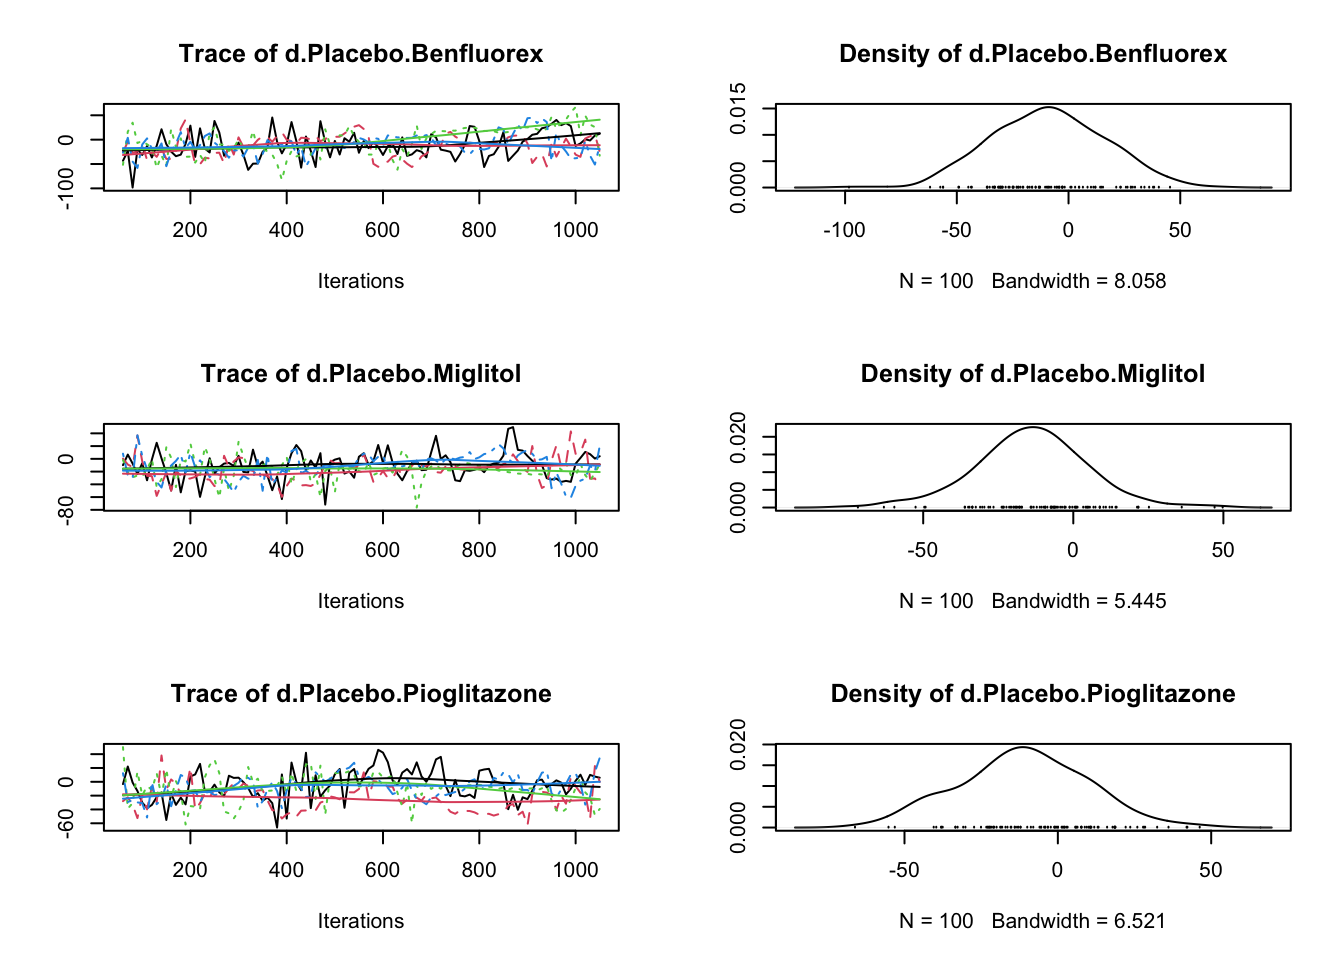 Trace of d.Placebo.Benfluorex
0
-100
200 400 600 800 1000
Iterations
Density of d.Placebo.Benfluorex
0.015
0.000
-100 -50 0 50
N = 100 Bandwidth = 8.058
Trace of d.Placebo.Miglitol
0
-80
200 400 600 800 1000
Iterations
Density of d.Placebo.Miglitol
0.020
0.000
-50 0 50
N = 100 Bandwidth = 5.445
Trace of d.Placebo.Pioglitazone
0
-60
200 400 600 800 1000
Iterations
Density of d.Placebo.Pioglitazone
0.020
0.000
-50 0 50
N = 100 Bandwidth = 6.521